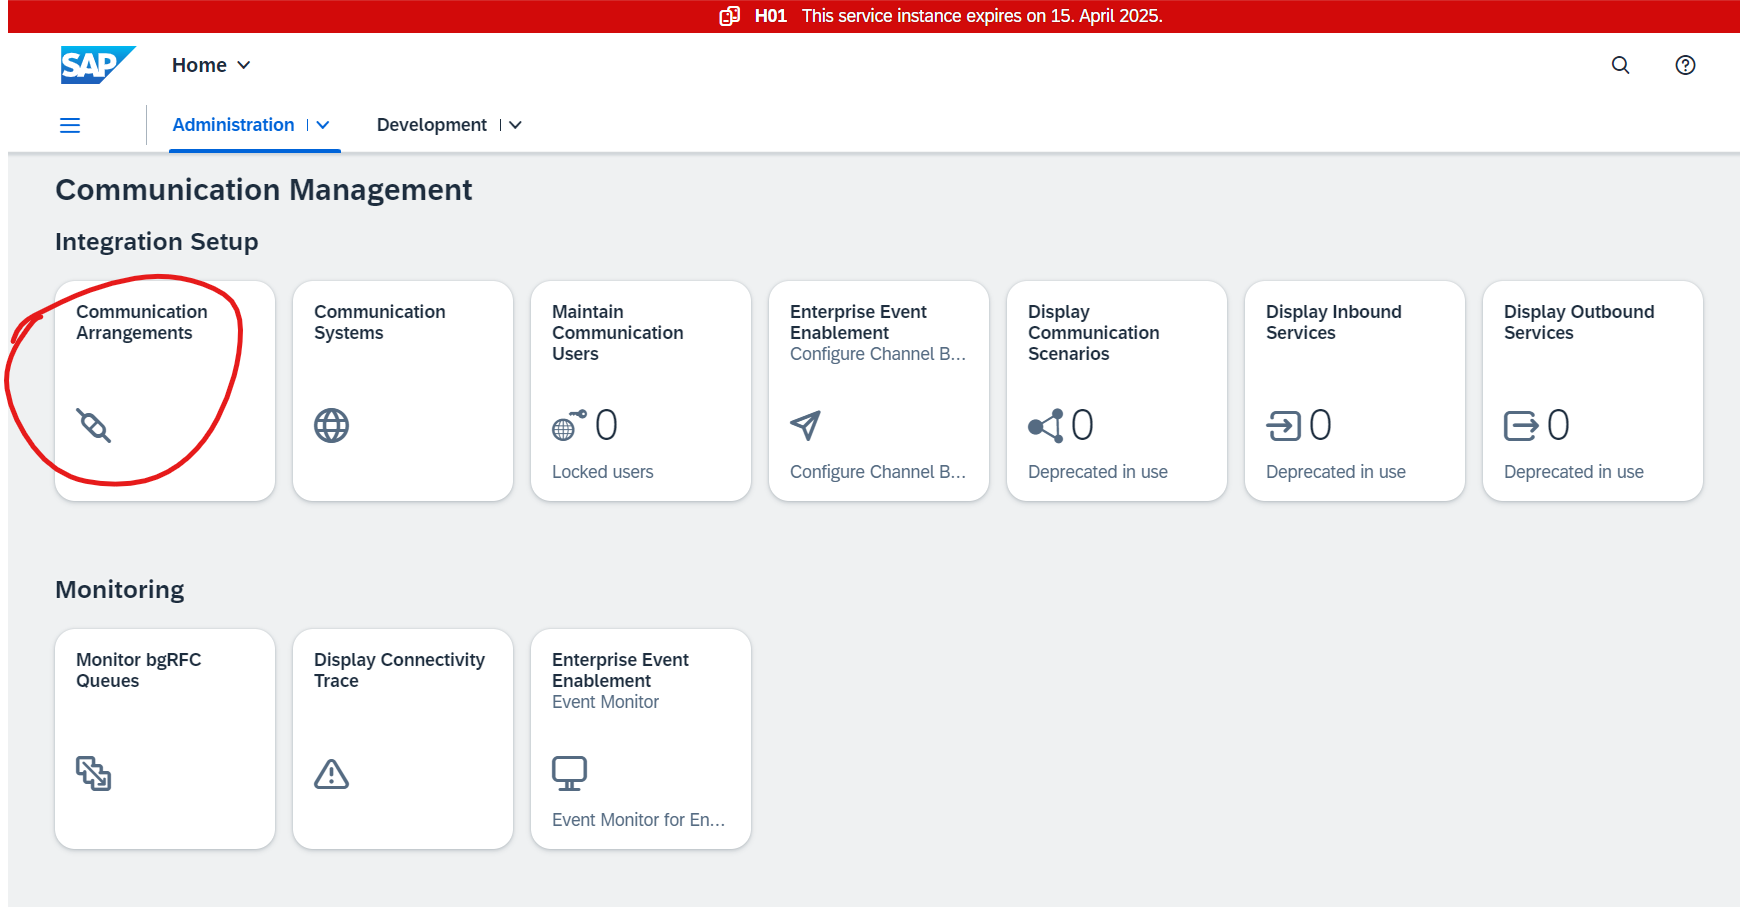 H01 This service instance expires on 15. April 2025.
SAP Home
Administration Development
Communication Management
Integration Setup
Communication
Arrangements
Communication
Systems
Maintain
Communication
Users
0
Locked users
Enterprise Event
Enablement
Configure Channel B...
Configure Channel B...
Display
Communication
Scenarios
0
Deprecated in use
Display Inbound
Services
0
Deprecated in use
Display Outbound
Services
0
Deprecated in use
Monitoring
Monitor bgRFC
Queues
Display Connectivity
Trace
Enterprise Event
Enablement
Event Monitor
Event Monitor for En...